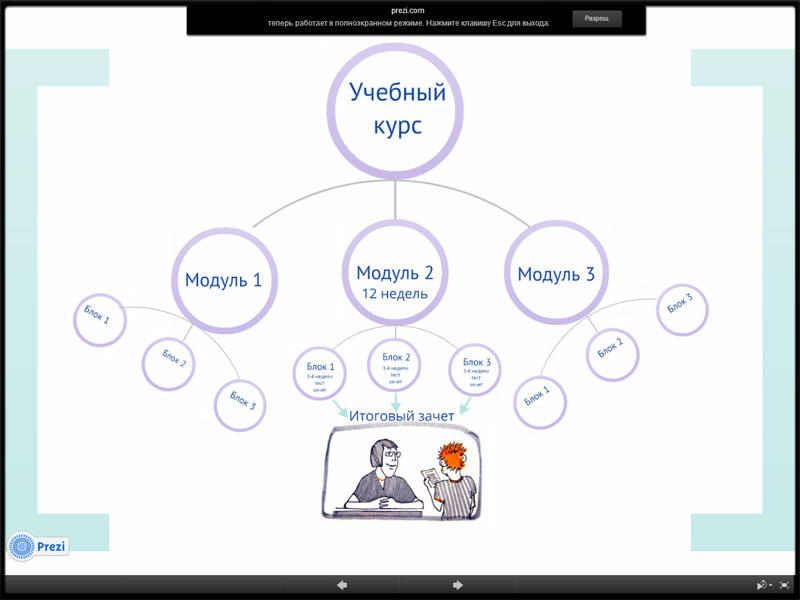 prezi.com
теперь работает в полноэкранном режиме. Нажмите клавишу Esc для выхода.
Разреш.
Учебный
курс
Модуль 1
Модуль 2
12 недель
Модуль 3
Блок 1
Блок 2
Блок 3
Блок 1
3-4 недели
тест
зачет
Блок 2
3-4 недели
тест
зачет
Блок 3
3-4 недели
тест
зачет
Блок 1
Блок 2
Блок 3
Итоговый зачет
Prezi